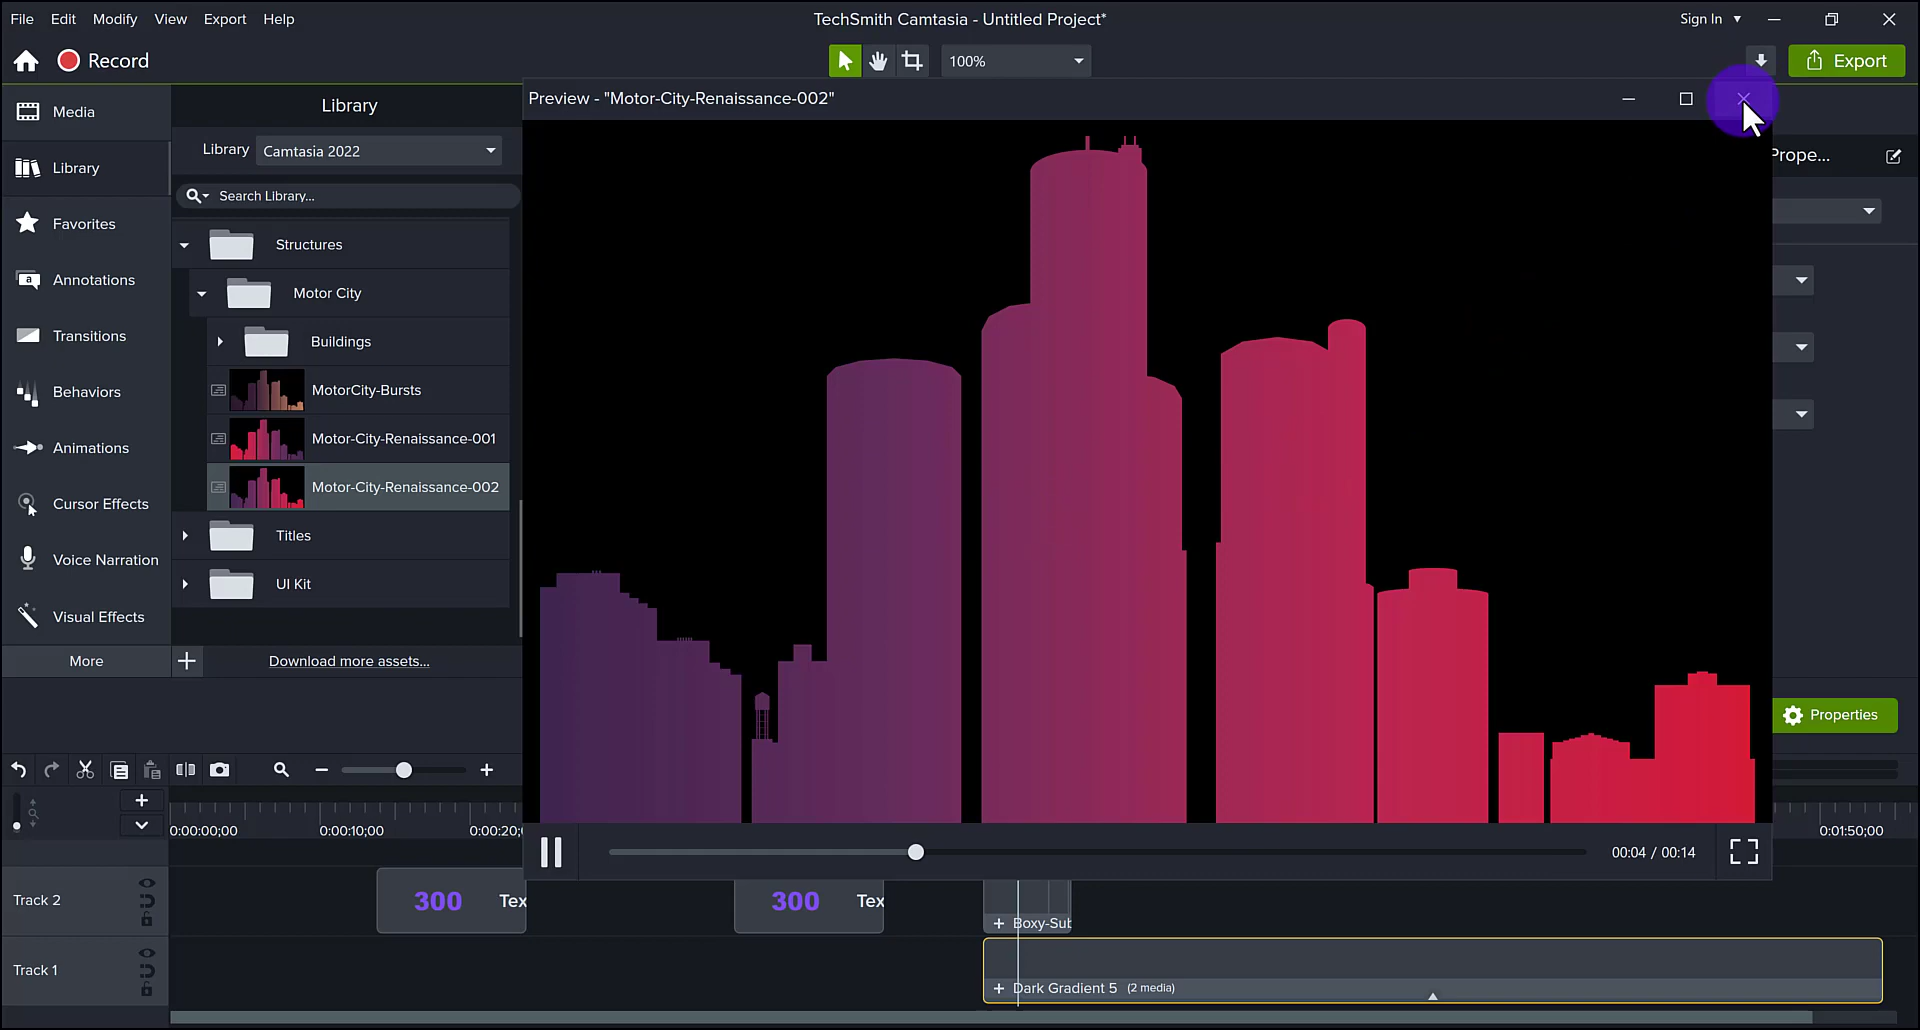 File Edit Modify View Export Help
TechSmith Camtasia - Untitled Project*
Sign In
Record
100%
Export
Media
Library
Favorites
Annotations
Transitions
Behaviors
Animations
Cursor Effects
Voice Narration
Visual Effects
More
Library
Library Camtasia 2022
Search Library...
Structures
Motor City
Buildings
MotorCity-Bursts
Motor-City-Renaissance-001
Motor-City-Renaissance-002
Titles
UI Kit
Download more assets...
Preview - "Motor-City-Renaissance-002"
00:04 / 00:14
Prope...
Properties
0:00:00;00 0:00:10;00 0:00:20; 0:01:50;00
Track 2
300 Tex
300 Tex
Boxy-Sub
Track 1
Dark Gradient 5 (2 media)